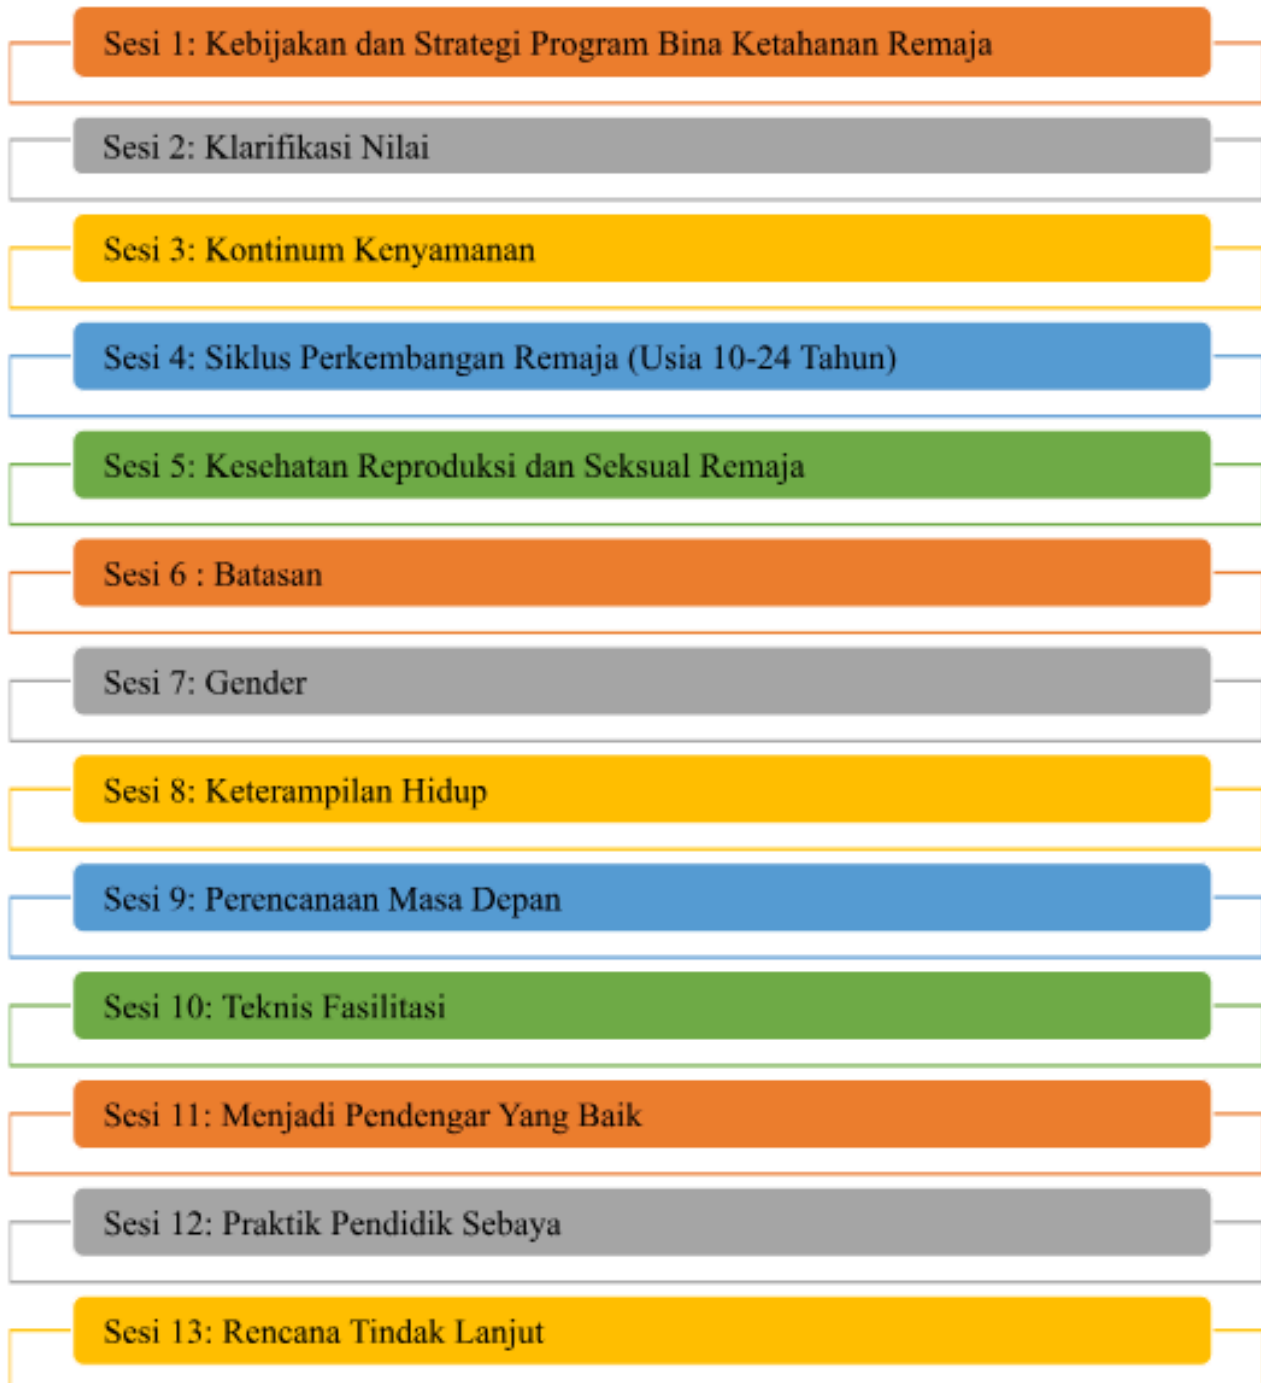 Sesi 1: Kebijakan dan Strategi Program Bina Ketahanan Remaja
Sesi 2: Klarifikasi Nilai
Sesi 3: Kontinum Kenyamanan
Sesi 4: Siklus Perkembangan Remaja (Usia 10-24 Tahun)
Sesi 5: Kesehatan Reproduksi dan Seksual Remaja
Sesi 6 : Batasan
Sesi 7: Gender
Sesi 8: Keterampilan Hidup
Sesi 9: Perencanaan Masa Depan
Sesi 10: Teknis Fasilitasi
Sesi 11: Menjadi Pendengar Yang Baik
Sesi 12: Praktik Pendidik Sebaya
Sesi 13: Rencana Tindak Lanjut